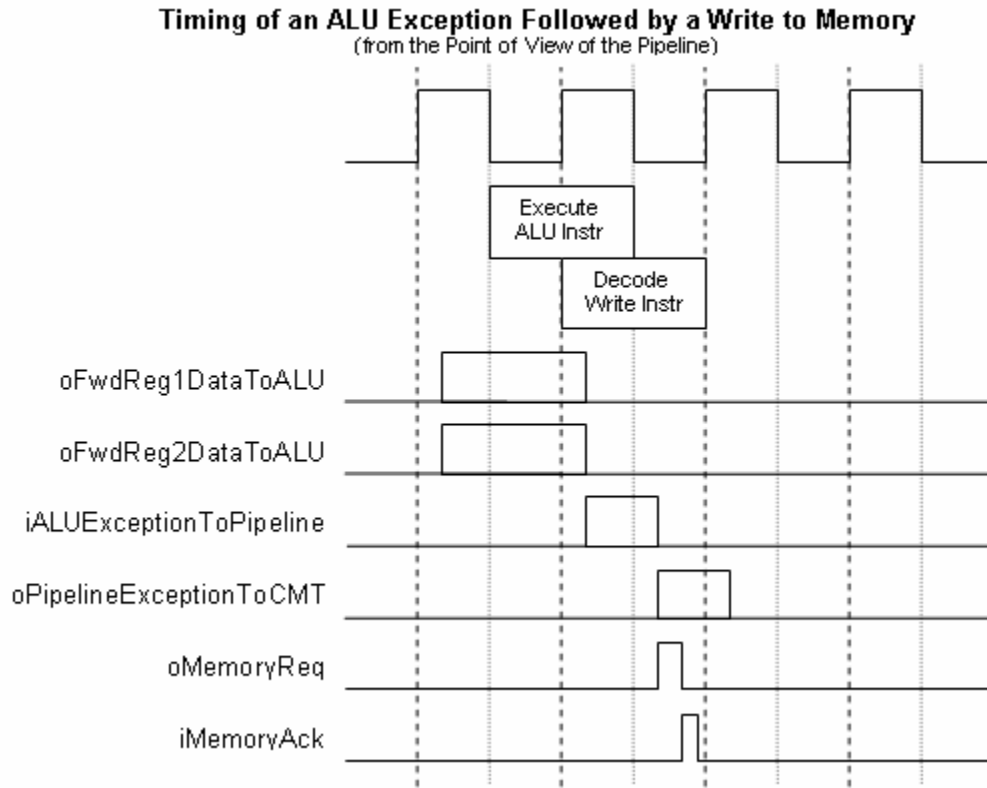 Timing of an ALU Exception Followed by a Write to Memory
(from the Point of View of the Pipeline)
Execute
ALU Instr
Decode
Write Instr
oFwdReg1DataToALU
oFwdReg2DataToALU
iALUExceptionToPipeline
oPipelineExceptionToCMT
oMemoryReq
iMemoryAck